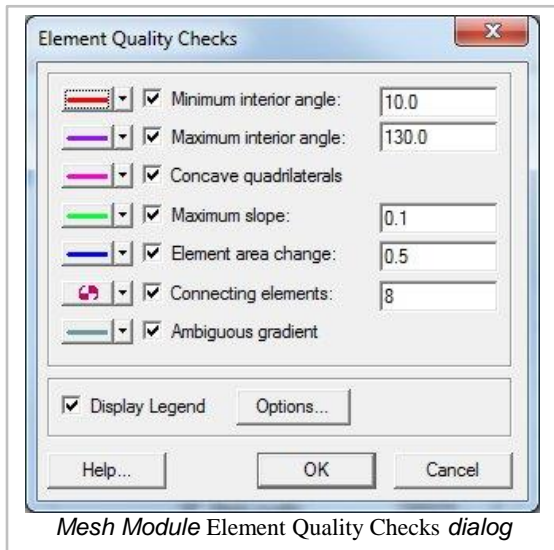 Element Quality Checks
Minimum interior angle: 10.0
Maximum interior angle: 130.0
Concave quadrilaterals
Maximum slope: 0.1
Element area change: 0.5
Connecting elements: 8
Ambiguous gradient
Display Legend Options...
Help... OK Cancel
Mesh Module Element Quality Checks dialog